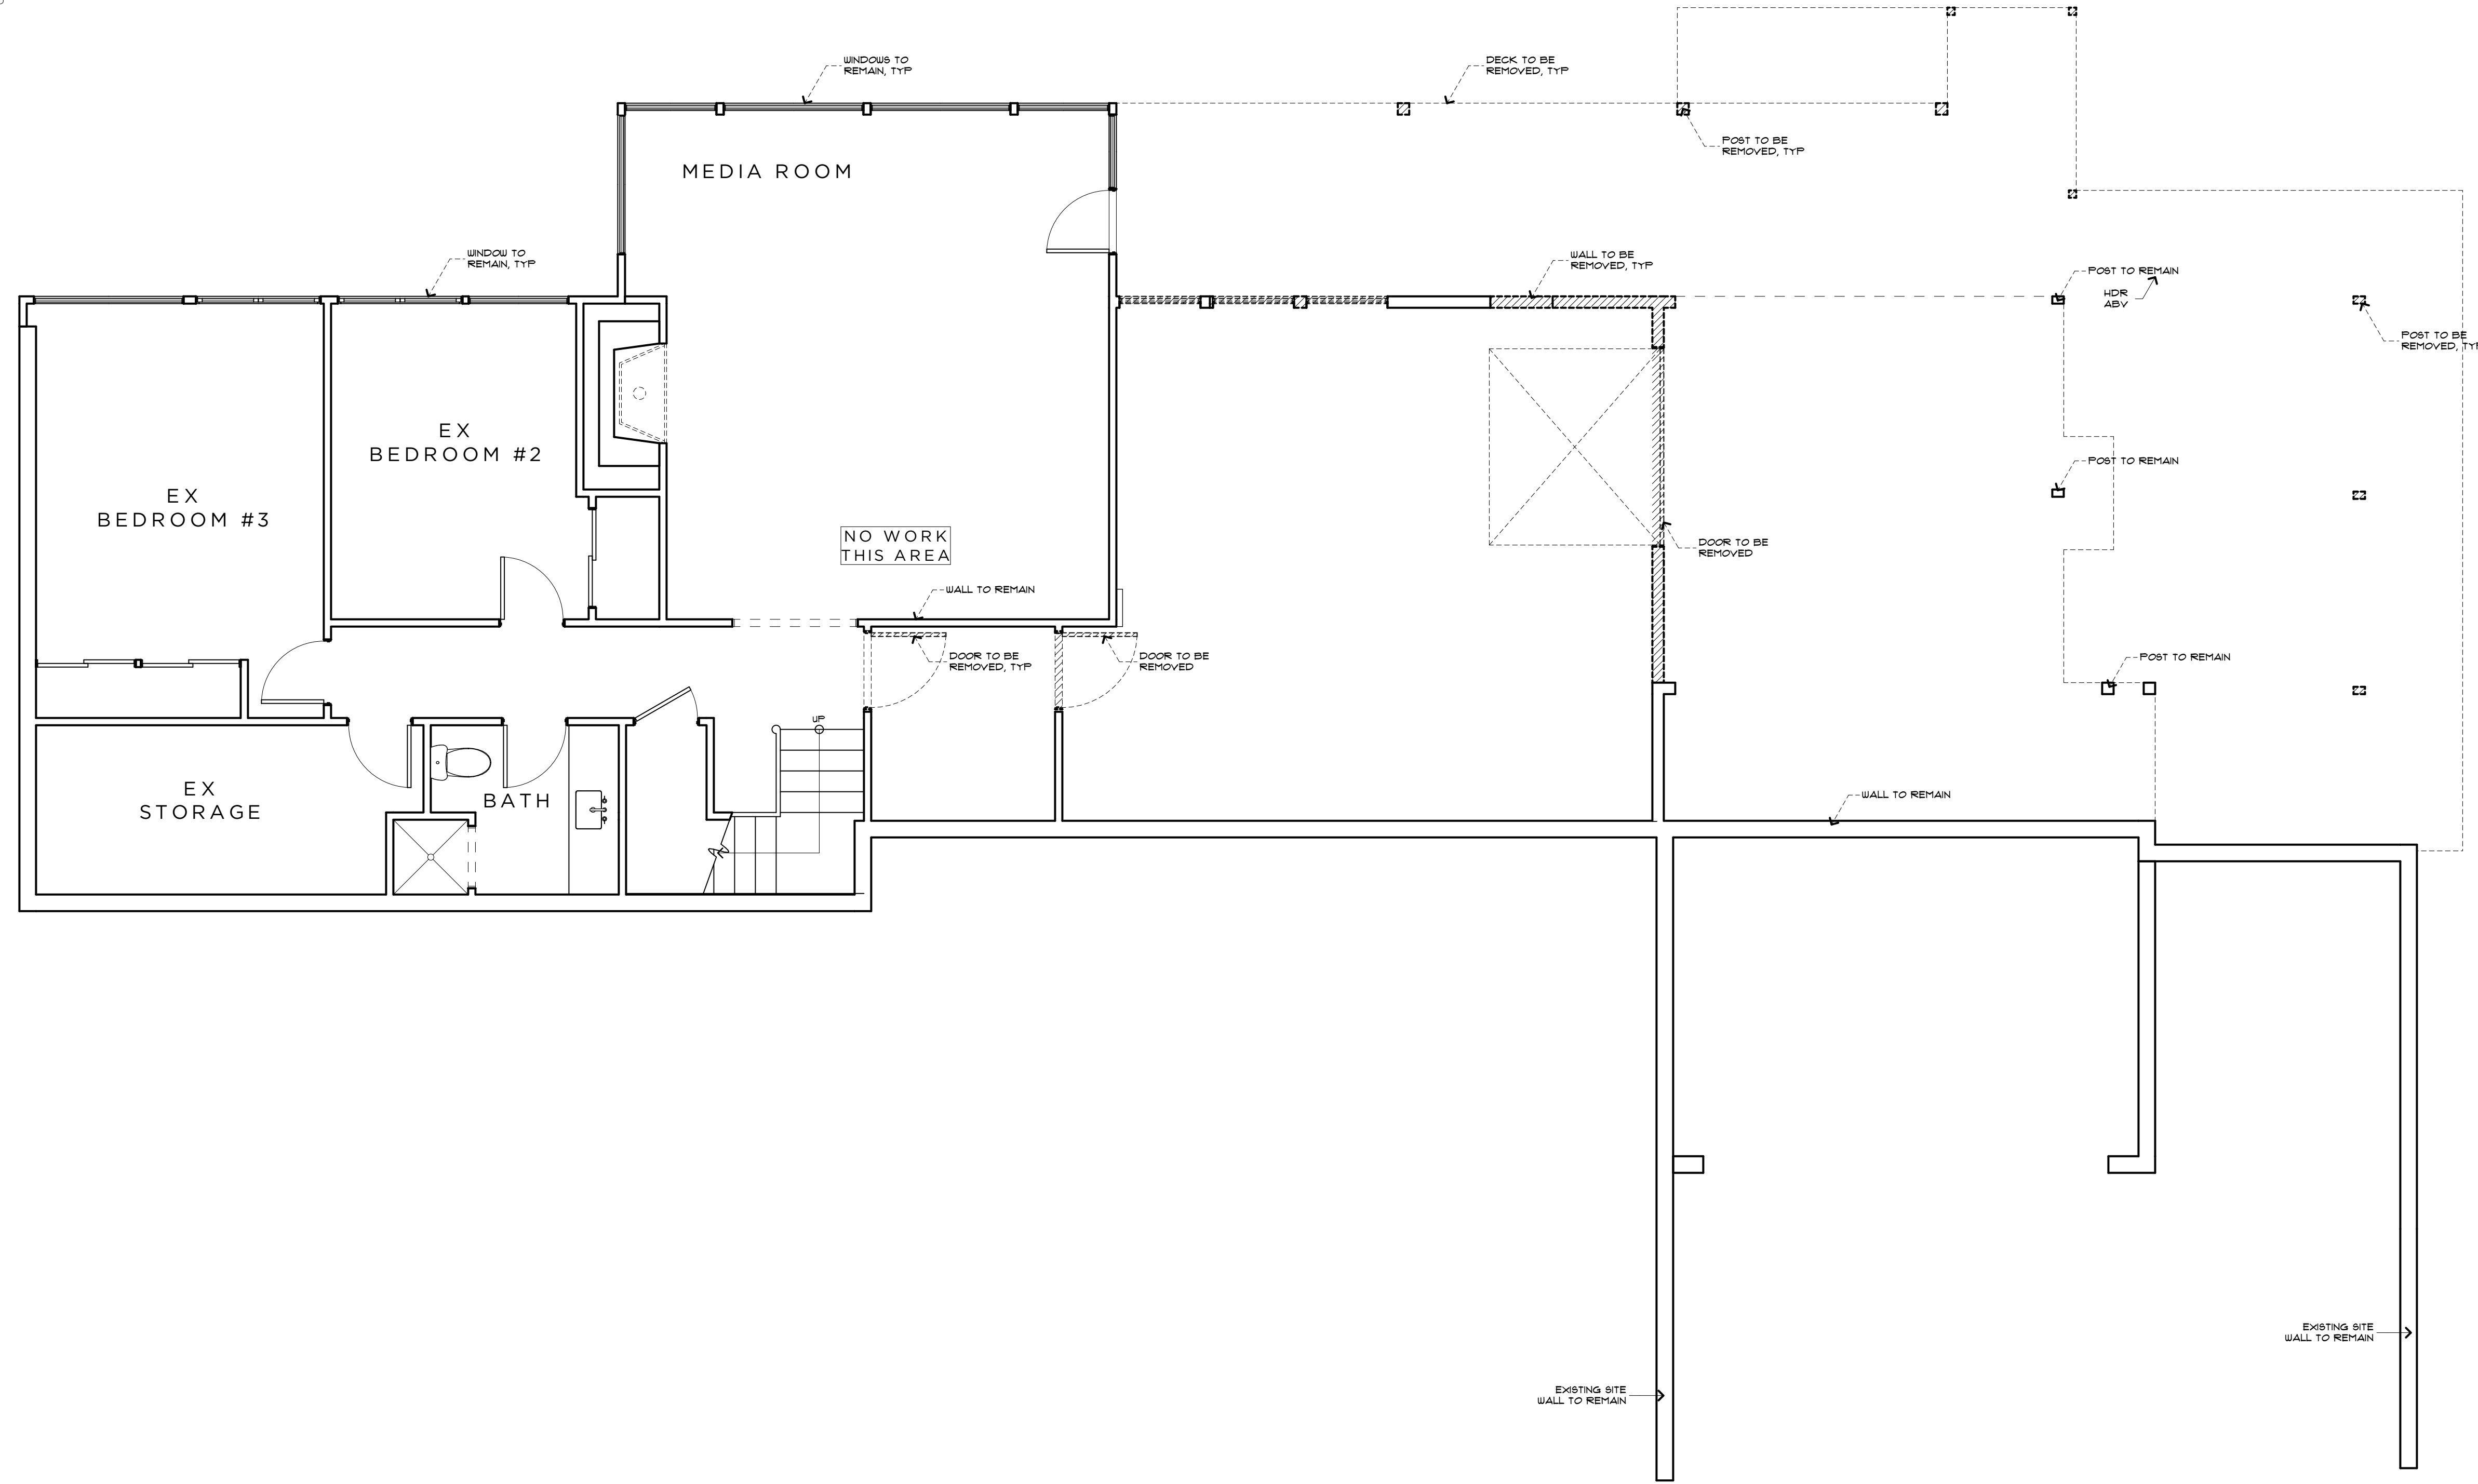 WINDOWS TO
REMAIN, TYP
DECK TO BE
REMOVED, TYP
POST TO BE
REMOVED, TYP
MEDIA ROOM
WINDOW TO
REMAIN, TYP
WALL TO BE
REMOVED, TYP
POST TO REMAIN
HDR
ABV
POST TO BE
REMOVED, TYP
EX
BEDROOM #2
POST TO REMAIN
EX
BEDROOM #3
NO WORK
THIS AREA
DOOR TO BE
REMOVED
WALL TO REMAIN
DOOR TO BE
REMOVED, TYP
DOOR TO BE
REMOVED
POST TO REMAIN
UP
EX
STORAGE
BATH
WALL TO REMAIN
EXISTING SITE
WALL TO REMAIN
EXISTING SITE
WALL TO REMAIN